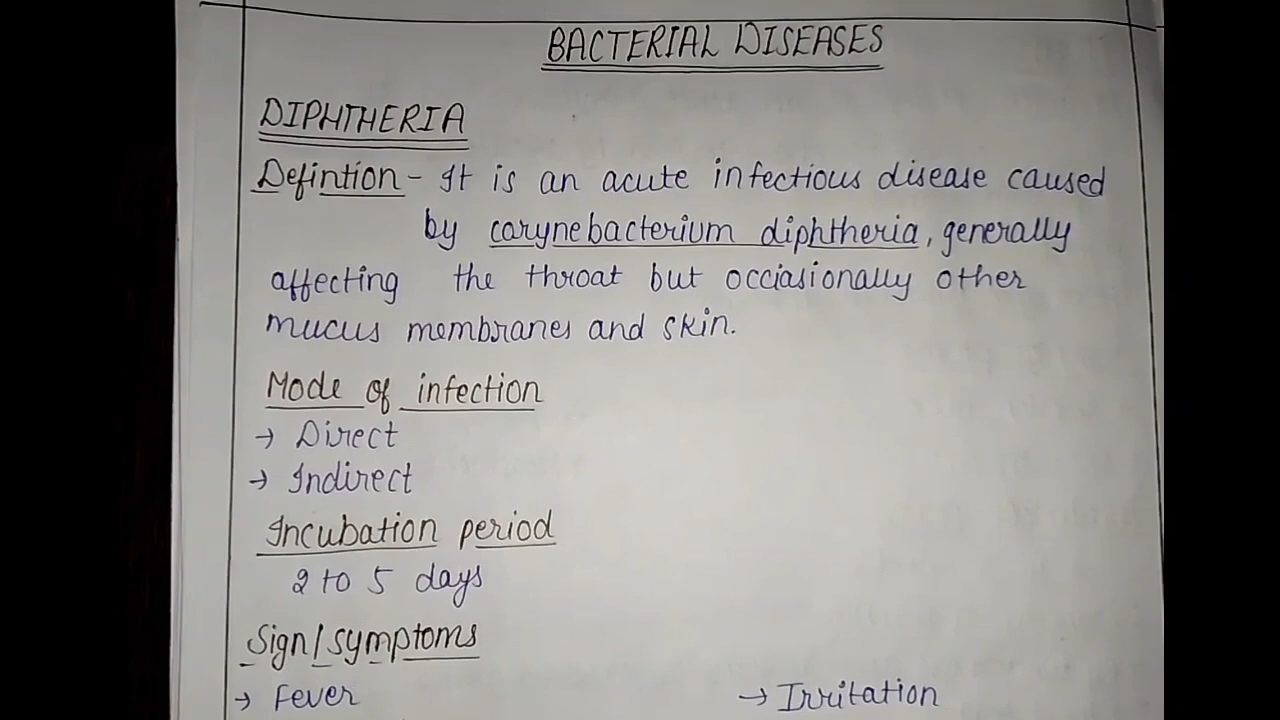 BACTERIAL DISEASES
DIPHTHERIA
Defintion - It is an acute infectious disease caused
by carynebacterium diphtheria, generally
affecting the throat but occiasionally other
mucus membranes and skin.
Mode of infection
→ Direct
→ Indirect
Incubation period
2 to 5 days
Sign/symptoms
→ Fever → Irritation